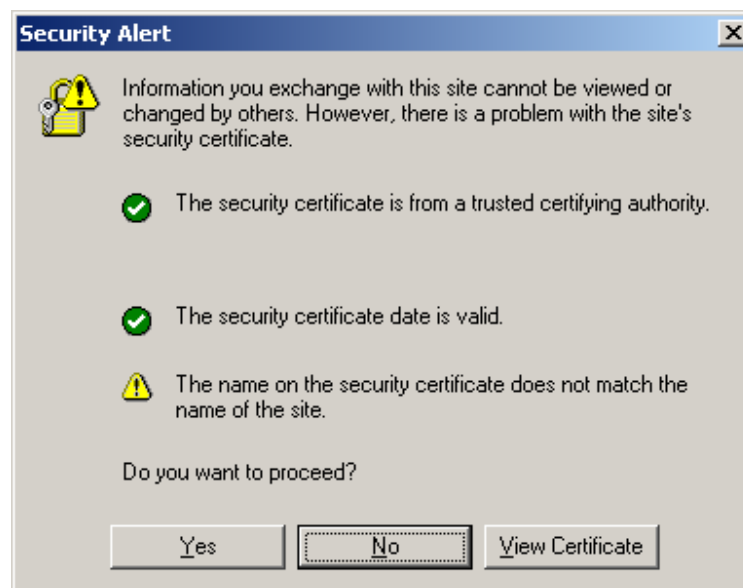 Security Alert
Information you exchange with this site cannot be viewed or
changed by others. However, there is a problem with the site's
security certificate.
The security certificate is from a trusted certifying authority.
The security certificate date is valid.
The name on the security certificate does not match the
name of the site.
Do you want to proceed?
Yes No View Certificate